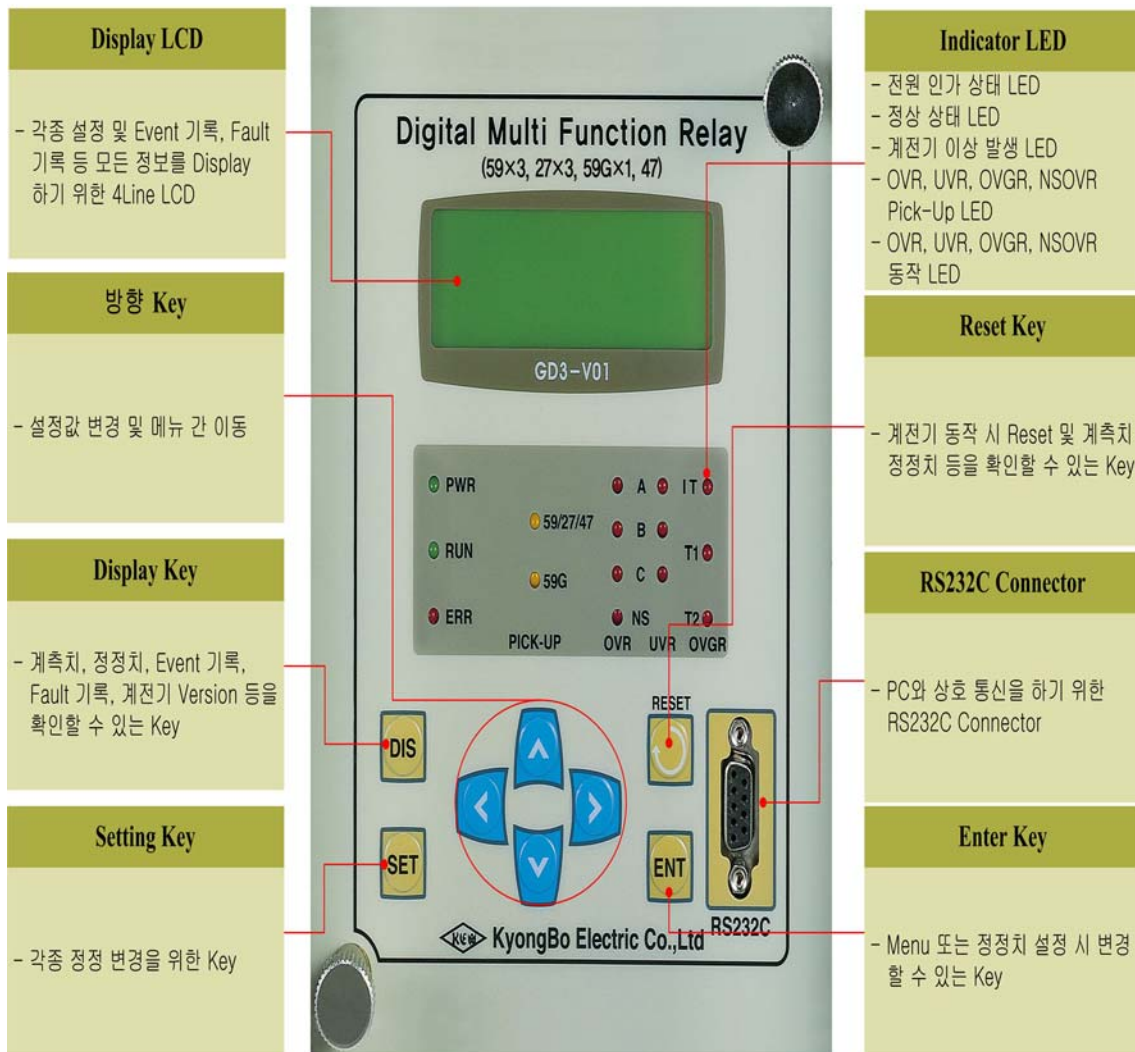 Display LCD
- 각종 설정 및 Event 기록, Fault
기록 등 모든 정보를 Display
하기 위한 4Line LCD
방향 Key
- 설정값 변경 및 메뉴 간 이동
Display Key
- 계측치, 정정치, Event 기록,
Fault 기록, 계전기 Version 등을
확인할 수 있는 Key
Setting Key
- 각종 정정 변경을 위한 Key
Digital Multi Function Relay
(59×3, 27×3, 59G×1, 47)
GD3-V01
PWR
RUN
ERR
59/27/47
59G
PICK-UP
A
B
C
NS
IT
T1
T2
OVR UVR OVGR
DIS
SET
RESET
ENT
RS232C
KEW
KyongBo Electric Co.,Ltd
Indicator LED
- 전원 인가 상태 LED
- 정상 상태 LED
- 계전기 이상 발생 LED
- OVR, UVR, OVGR, NSOVR
Pick-Up LED
- OVR, UVR, OVGR, NSOVR
동작 LED
Reset Key
- 계전기 동작 시 Reset 및 계측치
정정치 등을 확인할 수 있는 Key
RS232C Connector
- PC와 상호 통신을 하기 위한
RS232C Connector
Enter Key
- Menu 또는 정정치 설정 시 변경
할 수 있는 Key